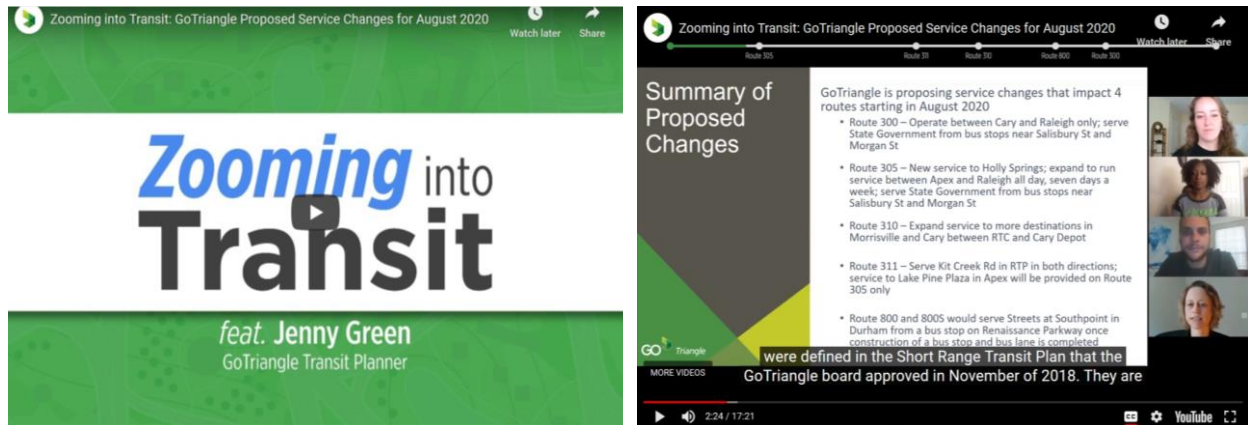 Zooming into Transit: GoTriangle Proposed Service Changes for August 2020
Watch later
Share
Zooming into
Transit
feat. Jenny Green
GoTriangle Transit Planner
Zooming into Transit: GoTriangle Proposed Service Changes for August 2020
Watch later
Share
Route 305
Route 311
Route 310
Route 800
Route 300
Summary of
Proposed
Changes
GoTriangle is proposing service changes that impact 4
routes starting in August 2020
• Route 300 – Operate between Cary and Raleigh only; serve
State Government from bus stops near Salisbury St and
Morgan St
• Route 305 – New service to Holly Springs; expand to run
service between Apex and Raleigh all day, seven days a
week; serve State Government from bus stops near
Salisbury St and Morgan St
• Route 310 – Expand service to more destinations in
Morrisville and Cary between RTC and Cary Depot
• Route 311 – Serve Kit Creek Rd in RTP in both directions;
service to Lake Pine Plaza in Apex will be provided on Route
305 only
• Route 800 and 800S would serve Streets at Southpoint in
Durham from a bus stop on Renaissance Parkway once
construction of a bus stop and bus lane is completed
GO Triangle
were defined in the Short Range Transit Plan that the
GoTriangle board approved in November of 2018. They are
MORE VIDEOS
2:24 / 17:21
CC
YouTube